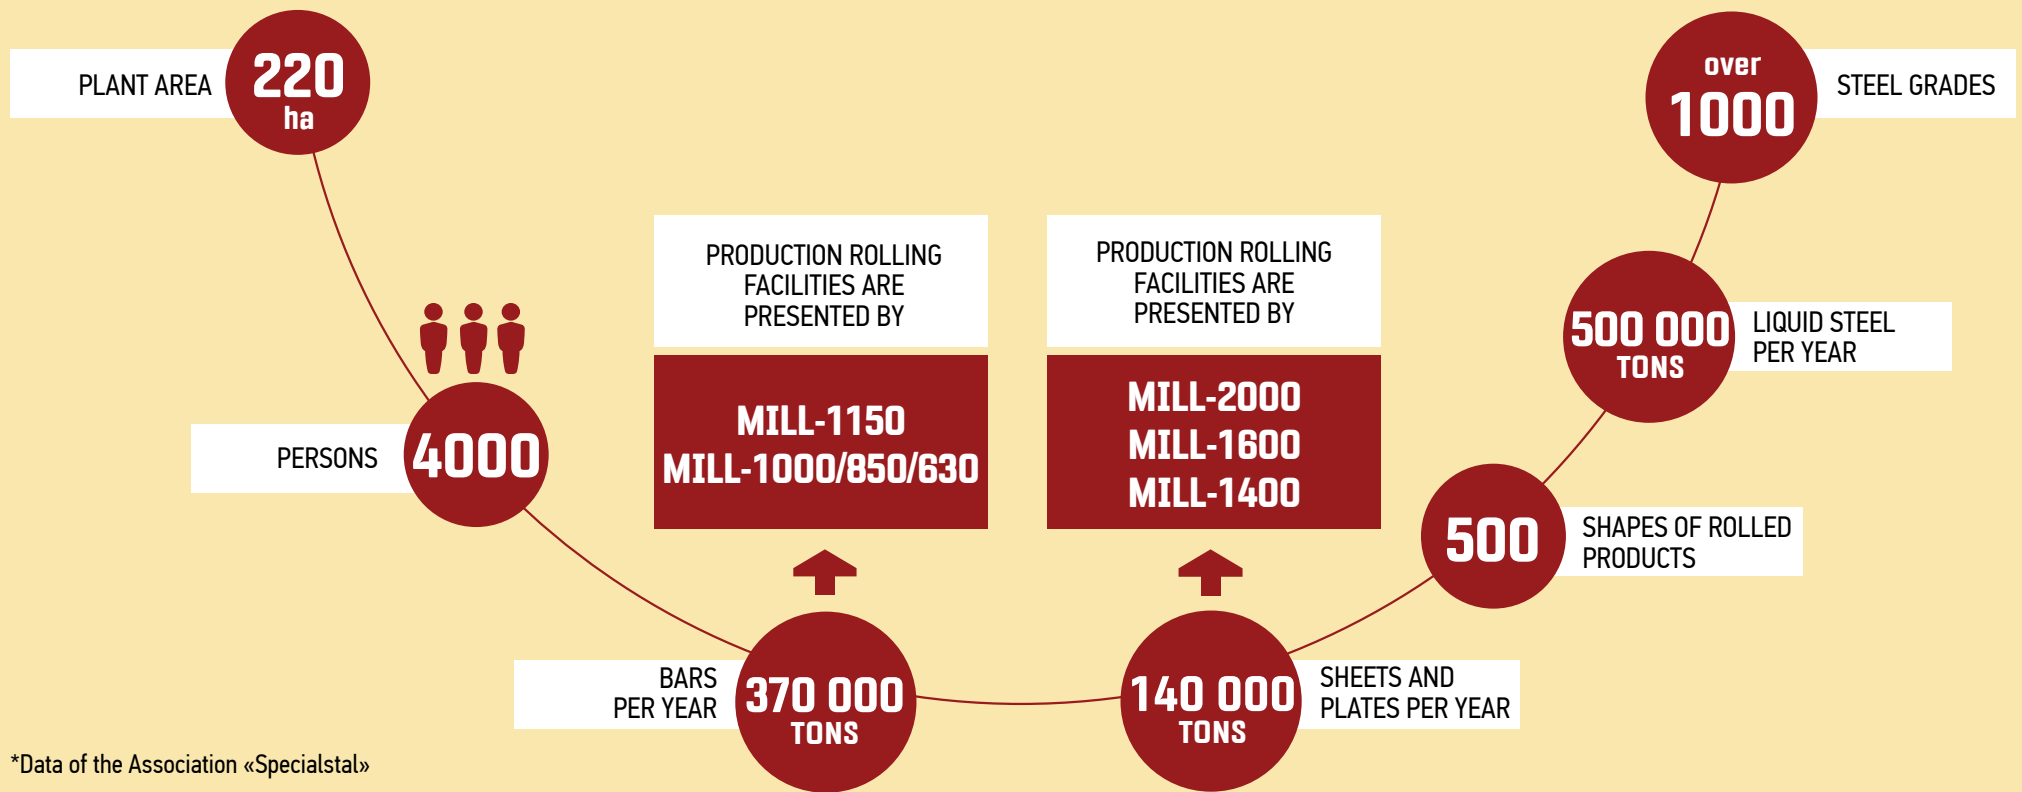 PLANT AREA
220
ha
PERSONS
4000
BARS
PER YEAR
370 000
TONS
PRODUCTION ROLLING
FACILITIES ARE
PRESENTED BY
MILL-1150
MILL-1000/850/630
PRODUCTION ROLLING
FACILITIES ARE
PRESENTED BY
MILL-2000
MILL-1600
MILL-1400
140 000
TONS
SHEETS AND
PLATES PER YEAR
500
SHAPES OF ROLLED
PRODUCTS
500 000
TONS
LIQUID STEEL
PER YEAR
over
1000
STEEL GRADES
*Data of the Association «Specialstal»